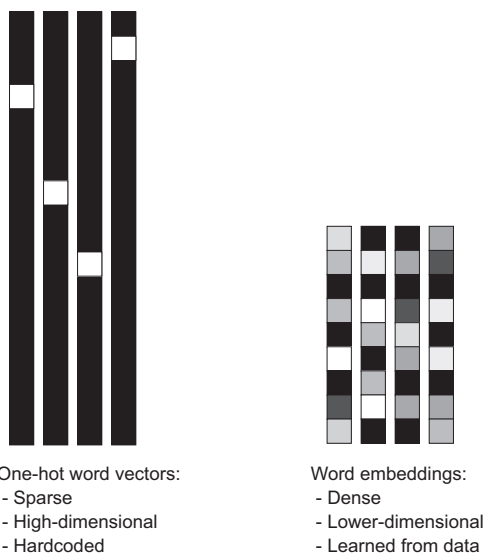 One-hot word vectors:
- Sparse
- High-dimensional
- Hardcoded
Word embeddings:
- Dense
- Lower-dimensional
- Learned from data